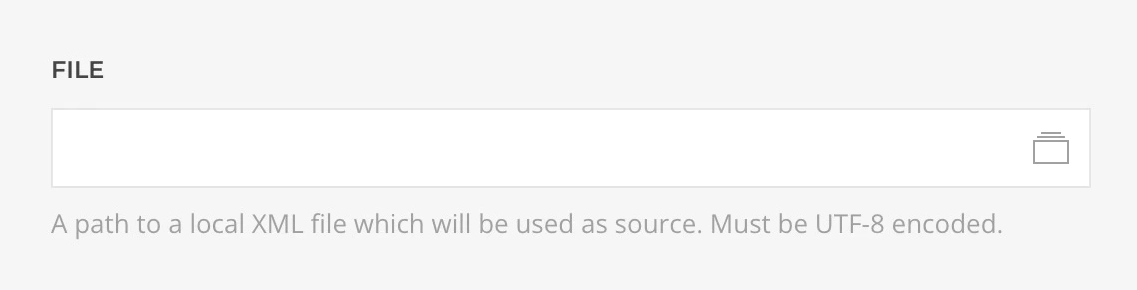 FILE
A path to a local XML file which will be used as source. Must be UTF-8 encoded.